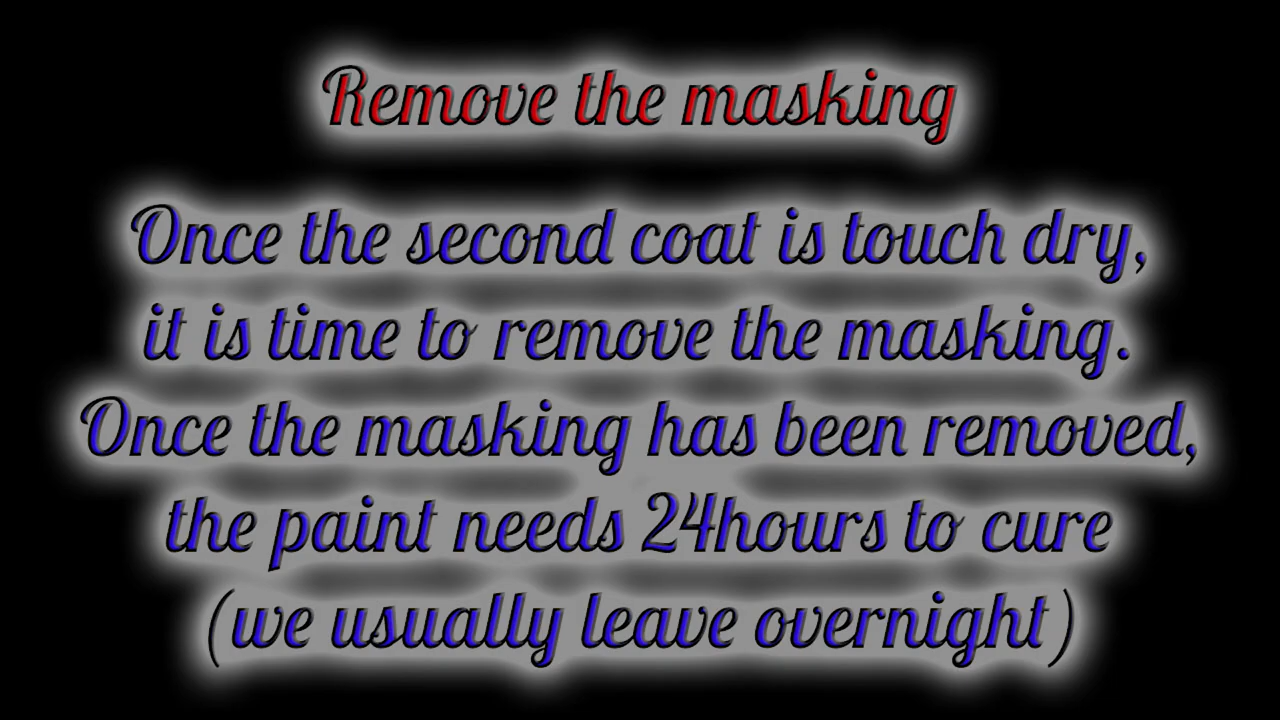 Remove the masking
Once the second coat is touch dry,
it is time to remove the masking.
Once the masking has been removed,
the paint needs 24hours to cure
(we usually leave overnight)